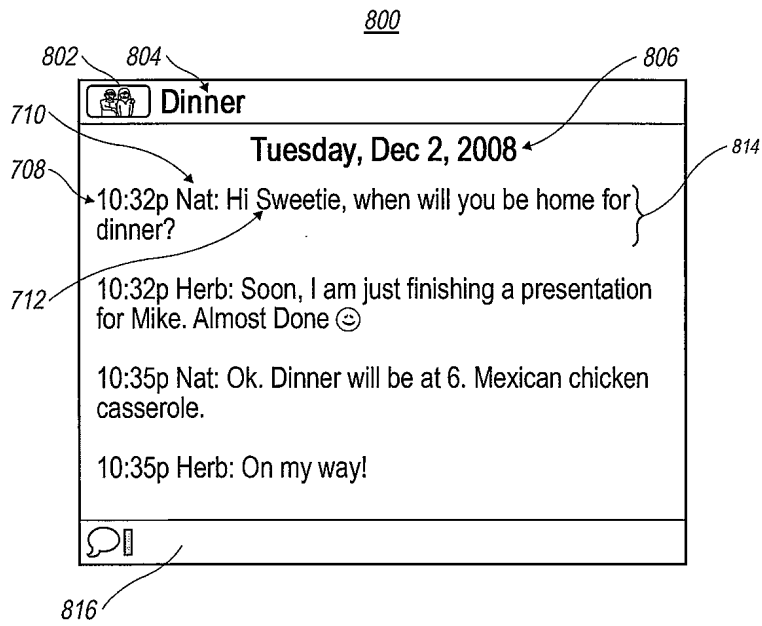 800
802
804
806
Dinner
710
Tuesday, Dec 2, 2008
814
708
10:32p Nat: Hi Sweetie, when will you be home for
dinner?
712
10:32p Herb: Soon, I am just finishing a presentation
for Mike. Almost Done ☺
10:35p Nat: Ok. Dinner will be at 6. Mexican chicken
casserole.
10:35p Herb: On my way!
816